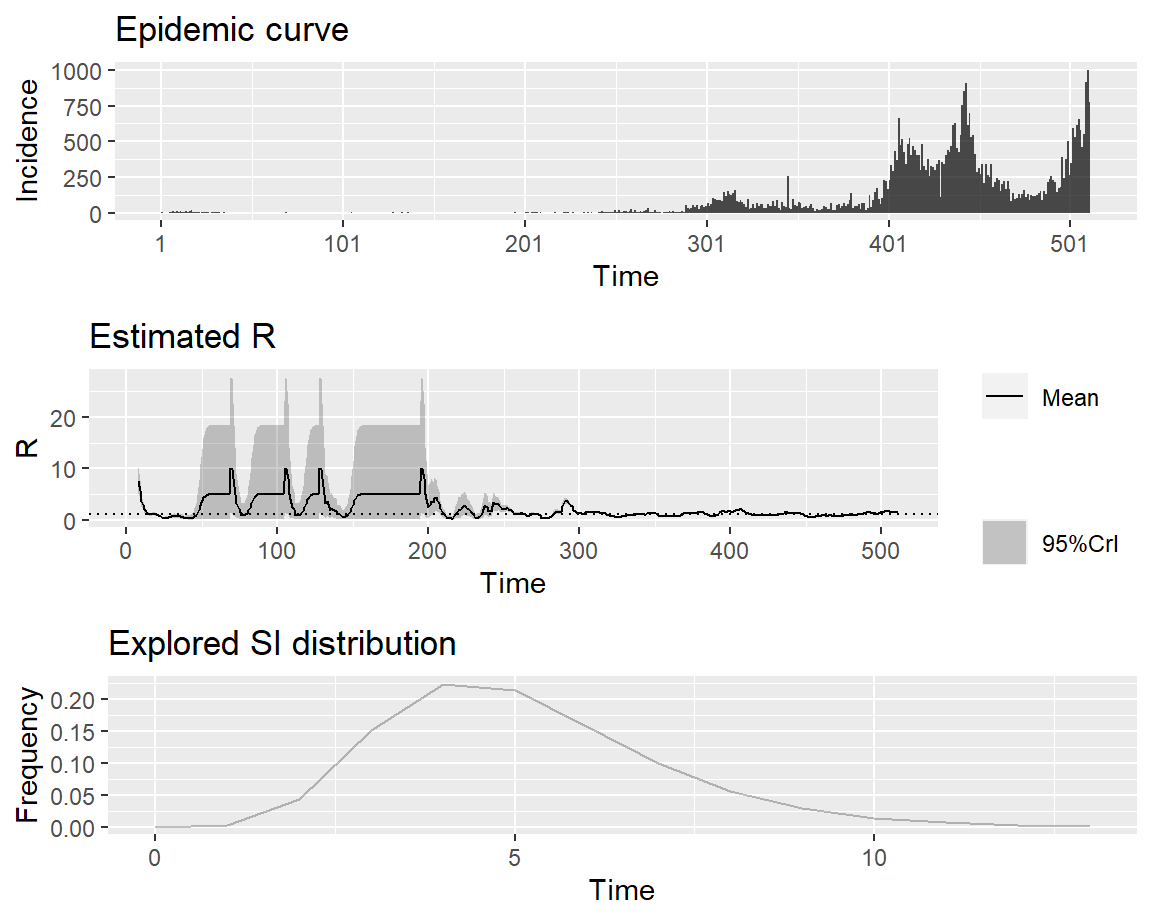 Epidemic curve
1000
750
500
250
0
Incidence
1 101 201 301 401 501
Time
Estimated R
20
10
0
R
0 100 200 300 400 500
Time
Mean
95%CrI
Explored SI distribution
0.20
0.15
0.10
0.05
0.00
Frequency
0 5 10
Time